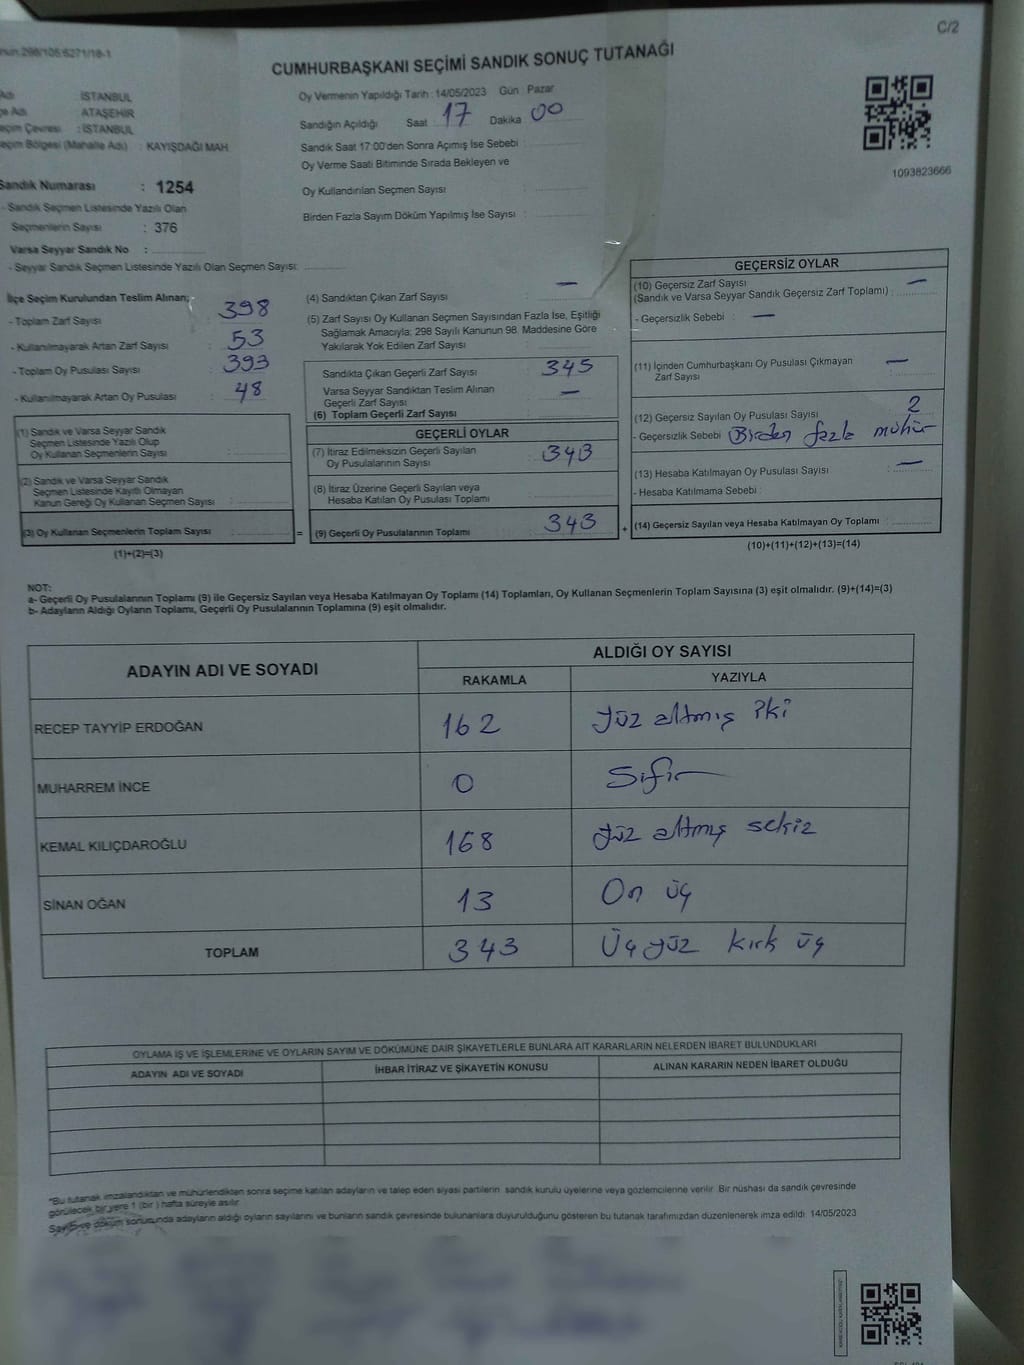 C/2
CUMHURBAŞKANI SEÇİMİ SANDIK SONUÇ TUTANAĞI
: İSTANBUL
ATAŞEHİR
: İSTANBUL
(Mahalle Adı) : KAYIŞDAĞI MAH
Sandık Numarası : 1254
- Sandık Seçmen Listesinde Yazılı Olan
Seçmenlerin Sayısı : 376
Varsa Seyyar Sandık No :
- Seyyar Sandık Seçmen Listesinde Yazılı Olan Seçmen Sayısı:
Oy Vermenin Yapıldığı Tarih : 14/05/2023 Gün : Pazar
Sandığın Açıldığı Saat 17 Dakika 00
Sandık Saat 17:00'den Sonra Açımış İse Sebebi :
Oy Verme Saati Bitiminde Sırada Bekleyen ve
Oy Kullandırılan Seçmen Sayısı :
Birden Fazla Sayım Döküm Yapılmış İse Sayısı :
1093823666
İlçe Seçim Kurulundan Teslim Alınan;
- Toplam Zarf Sayısı : 398
- Kullanılmayarak Artan Zarf Sayısı : 53
- Toplam Oy Pusulası Sayısı : 393
- Kullanılmayarak Artan Oy Pusulası : 48
(1) Sandık ve Varsa Seyyar Sandık
Seçmen Listesinde Yazılı Olup
Oy Kullanan Seçmenlerin Sayısı :
(2) Sandık ve Varsa Seyyar Sandık
Seçmen Listesinde Kayıtlı Olmayan
Kanun Gereği Oy Kullanan Seçmen Sayısı :
(3) Oy Kullanan Seçmenlerin Toplam Sayısı :
(1)+(2)=(3)
(4) Sandıktan Çıkan Zarf Sayısı : —
(5) Zarf Sayısı Oy Kullanan Seçmen Sayısından Fazla İse, Eşitliği
Sağlamak Amacıyla; 298 Sayılı Kanunun 98. Maddesine Göre
Yakılarak Yok Edilen Zarf Sayısı :
Sandıkta Çıkan Geçerli Zarf Sayısı : 345
Varsa Seyyar Sandıktan Teslim Alınan
Geçerli Zarf Sayısı : —
(6) Toplam Geçerli Zarf Sayısı :
GEÇERLİ OYLAR
(7) İtiraz Edilmeksizin Geçerli Sayılan
Oy Pusulalarının Sayısı : 343
(8) İtiraz Üzerine Geçerli Sayılan veya
Hesaba Katılan Oy Pusulası Toplamı :
= (9) Geçerli Oy Pusulalarının Toplamı : 343 +
GEÇERSİZ OYLAR
(10) Geçersiz Zarf Sayısı
(Sandık ve Varsa Seyyar Sandık Geçersiz Zarf Toplamı) : —
- Geçersizlik Sebebi : —
(11) İçinden Cumhurbaşkanı Oy Pusulası Çıkmayan
Zarf Sayısı : —
(12) Geçersiz Sayılan Oy Pusulası Sayısı : 2
- Geçersizlik Sebebi : Birden fazla mühür
(13) Hesaba Katılmayan Oy Pusulası Sayısı : —
- Hesaba Katılmama Sebebi :
(14) Geçersiz Sayılan veya Hesaba Katılmayan Oy Toplamı :
(10)+(11)+(12)+(13)=(14)
NOT:
a- Geçerli Oy Pusulalarının Toplamı (9) ile Geçersiz Sayılan veya Hesaba Katılmayan Oy Toplamı (14) Toplamları, Oy Kullanan Seçmenlerin Toplam Sayısına (3) eşit olmalıdır. (9)+(14)=(3)
b- Adayların Aldığı Oyların Toplamı, Geçerli Oy Pusulalarının Toplamına (9) eşit olmalıdır.
ADAYIN ADI VE SOYADI ALDIĞI OY SAYISI
RAKAMLA YAZIYLA
RECEP TAYYİP ERDOĞAN 162 Yüz altmış iki
MUHARREM İNCE 0 Sıfır
KEMAL KILIÇDAROĞLU 168 yüz altmış sekiz
SİNAN OĞAN 13 On üç
TOPLAM 343 Üçyüz kırk üç
OYLAMA İŞ VE İŞLEMLERİNE VE OYLARIN SAYIM VE DÖKÜMÜNE DAİR ŞİKAYETLERLE BUNLARA AİT KARARLARIN NELERDEN İBARET BULUNDUKLARI
ADAYIN ADI VE SOYADI İHBAR İTİRAZ VE ŞİKAYETİN KONUSU ALINAN KARARIN NEDEN İBARET OLDUĞU
"Bu tutanak imzalandıktan ve mühürlendikten sonra seçime katılan adayların ve talep eden siyasi partilerin sandık kurulu üyelerine veya gözlemcilerine verilir. Bir nüshası da sandık çevresinde
görülecek bir yere 1 (bir ) hafta süreyle asılır.
Sayım ve döküm sonucunda adayların aldığı oyların sayılarını ve bunların sandık çevresinde bulunanlara duyurulduğunu gösteren bu tutanak tarafımızdan düzenlenerek imza edildi. 14/05/2023